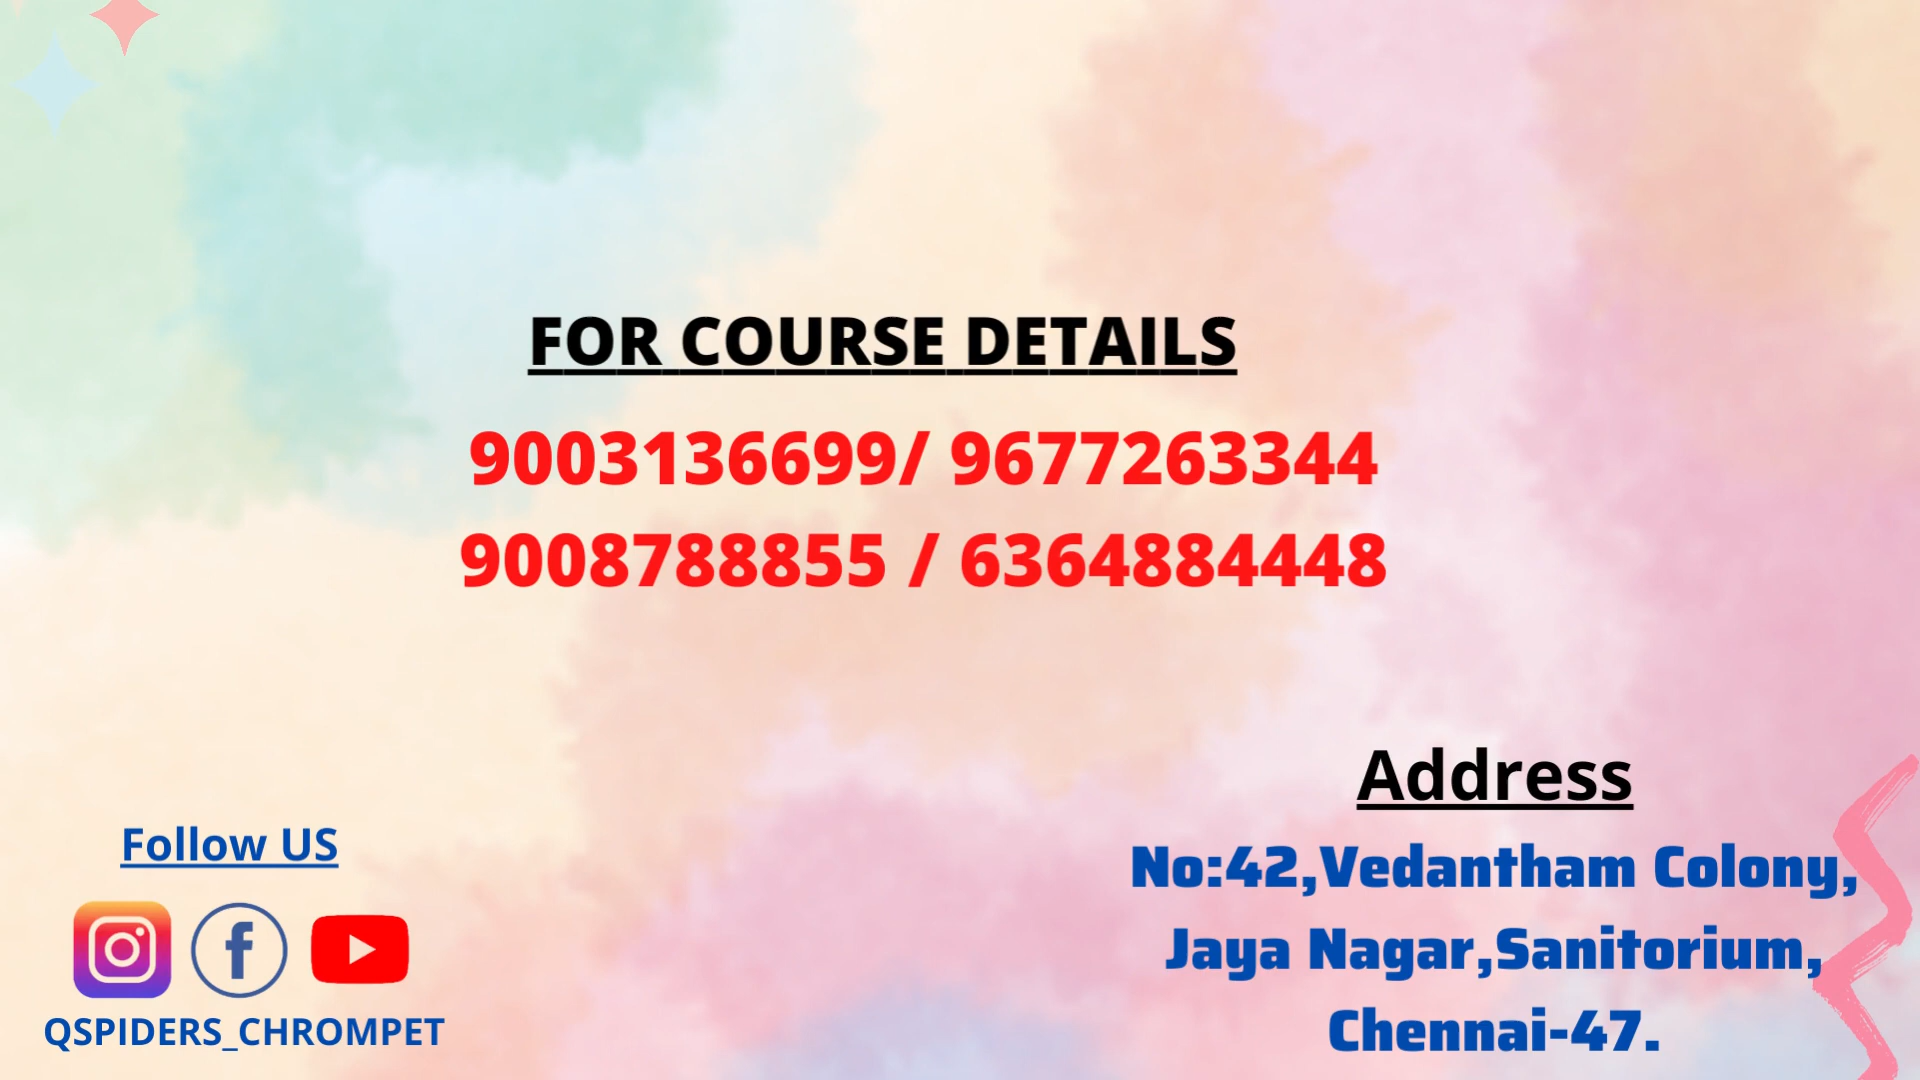 FOR COURSE DETAILS
9003136699/ 9677263344
9008788855 / 6364884448
Address
No:42,Vedantham Colony,
Jaya Nagar,Sanitorium,
Chennai-47.
Follow US
QSPIDERS_CHROMPET